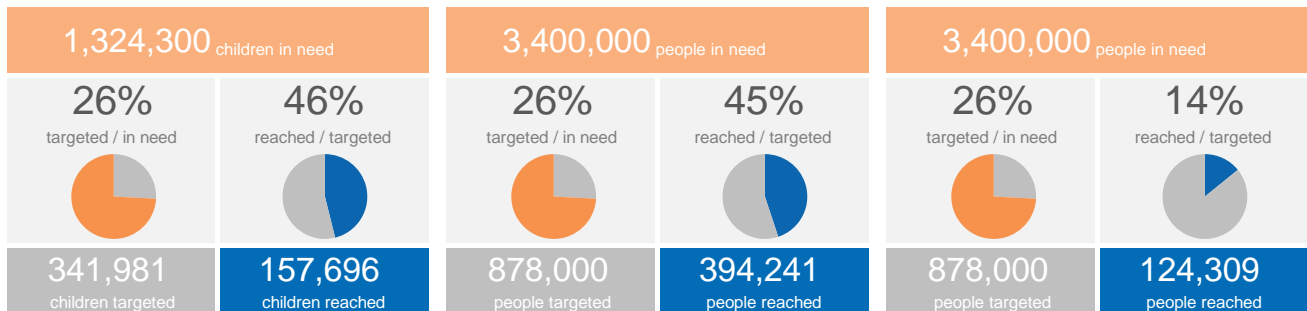 1,324,300 children in need
26%
targeted / in need
46%
reached / targeted
341,981
children targeted
157,696
children reached
3,400,000 people in need
26%
targeted / in need
45%
reached / targeted
878,000
people targeted
394,241
people reached
3,400,000 people in need
26%
targeted / in need
14%
reached / targeted
878,000
people targeted
124,309
people reached